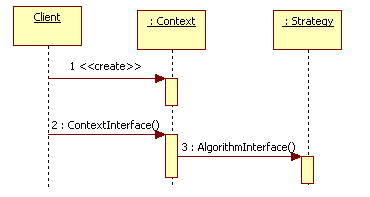 Client
: Context
: Strategy
1 <<create>>
2 : ContextInterface()
3 : AlgorithmInterface()